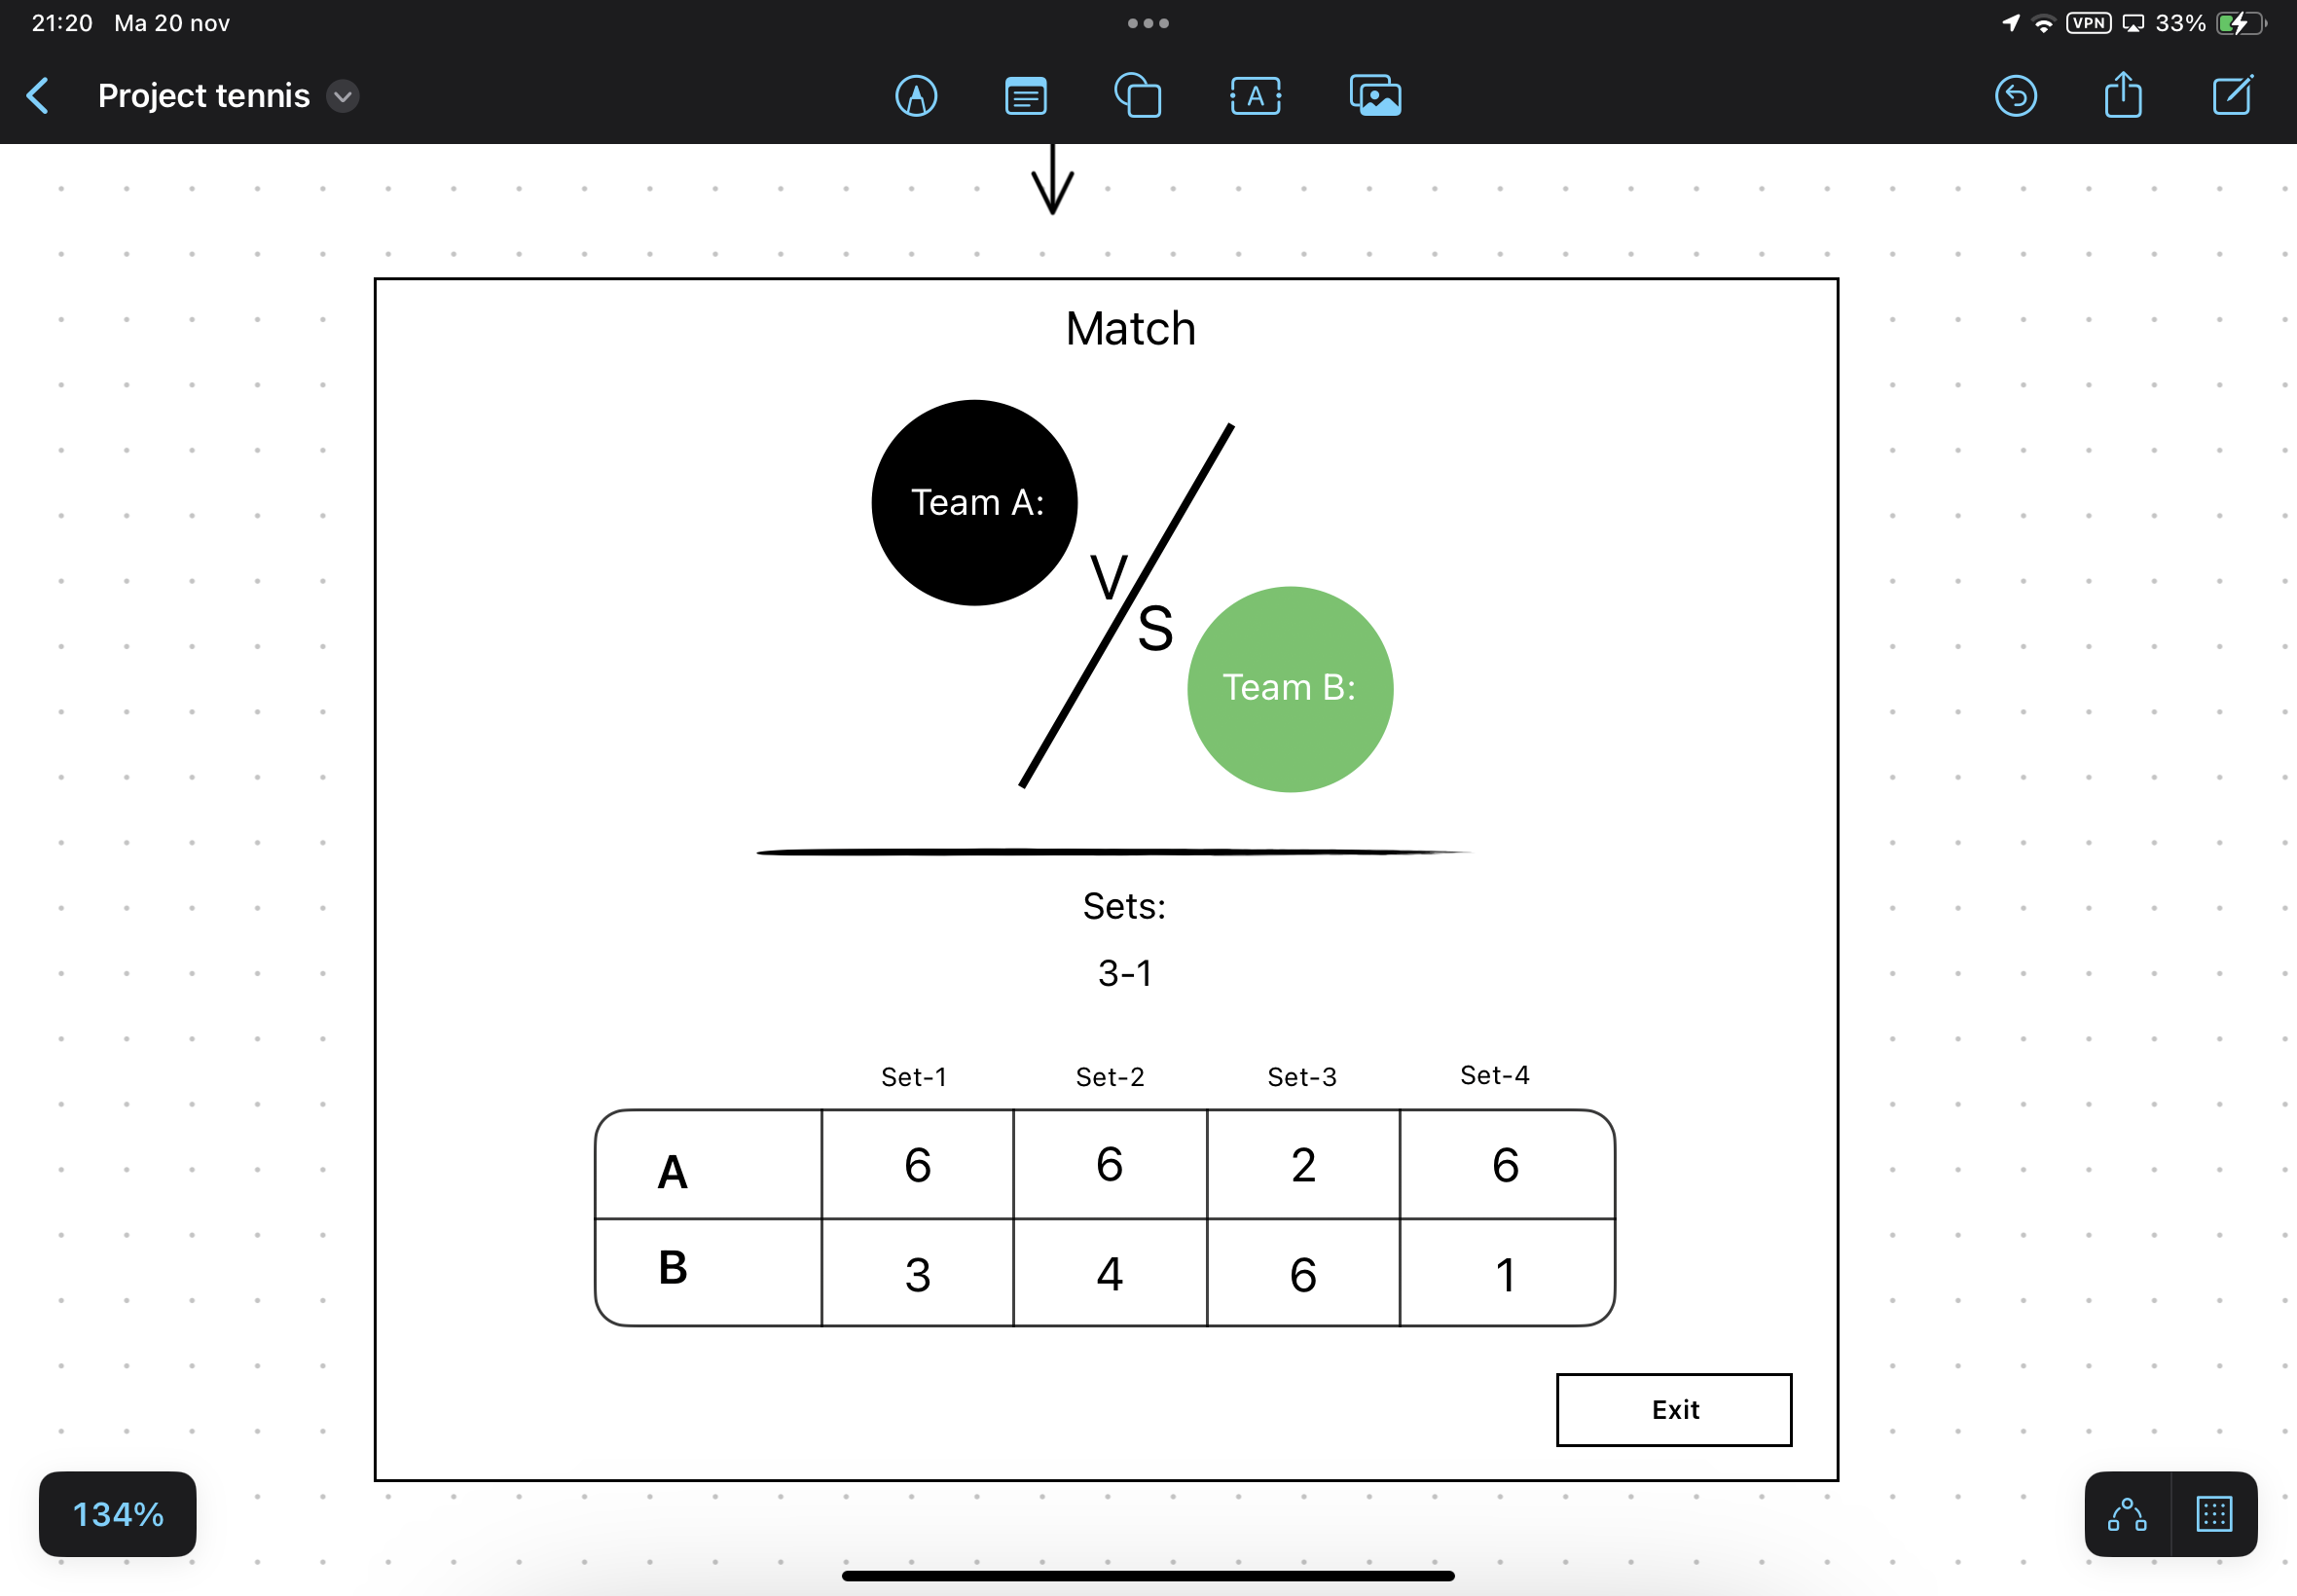 21:20 Ma 20 nov
VPN 33%
Project tennis
A
Match
Team A:
V
S
Team B:
Sets:
3-1
Set-1 Set-2 Set-3 Set-4
A 6 6 2 6
B 3 4 6 1
Exit
134%